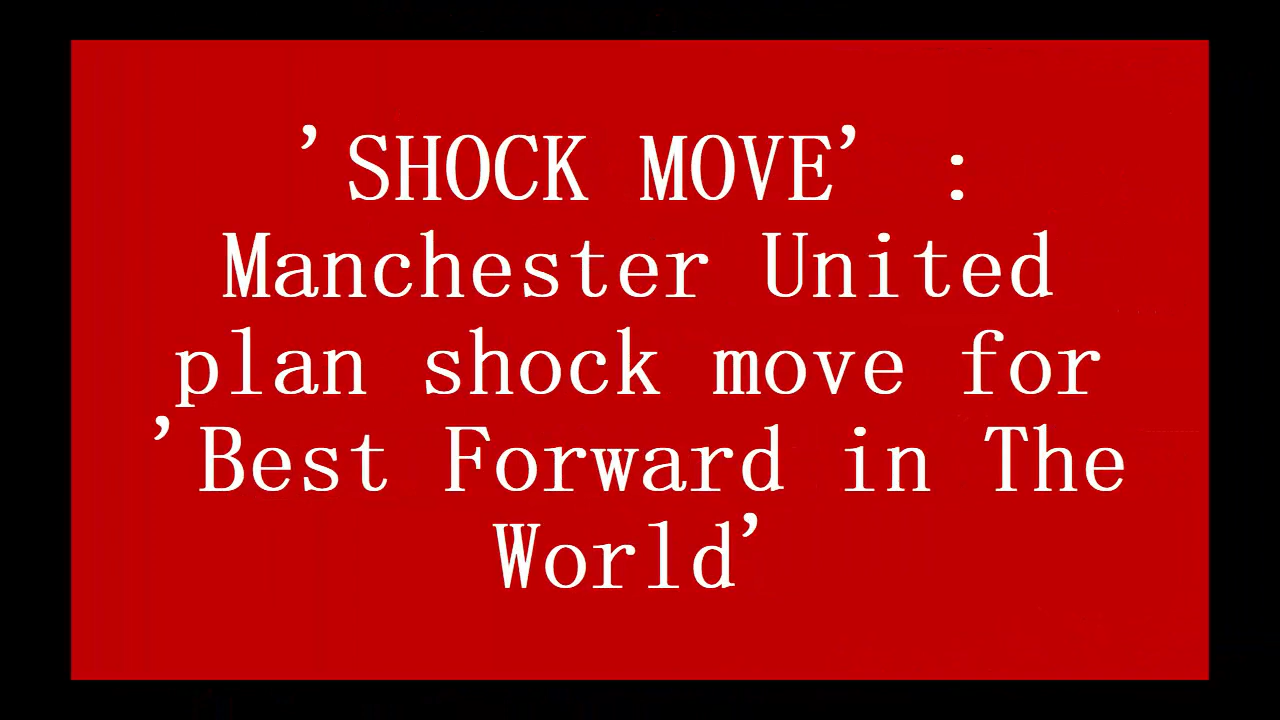 ’SHOCK MOVE’ :
Manchester United
plan shock move for
’Best Forward in The
World’